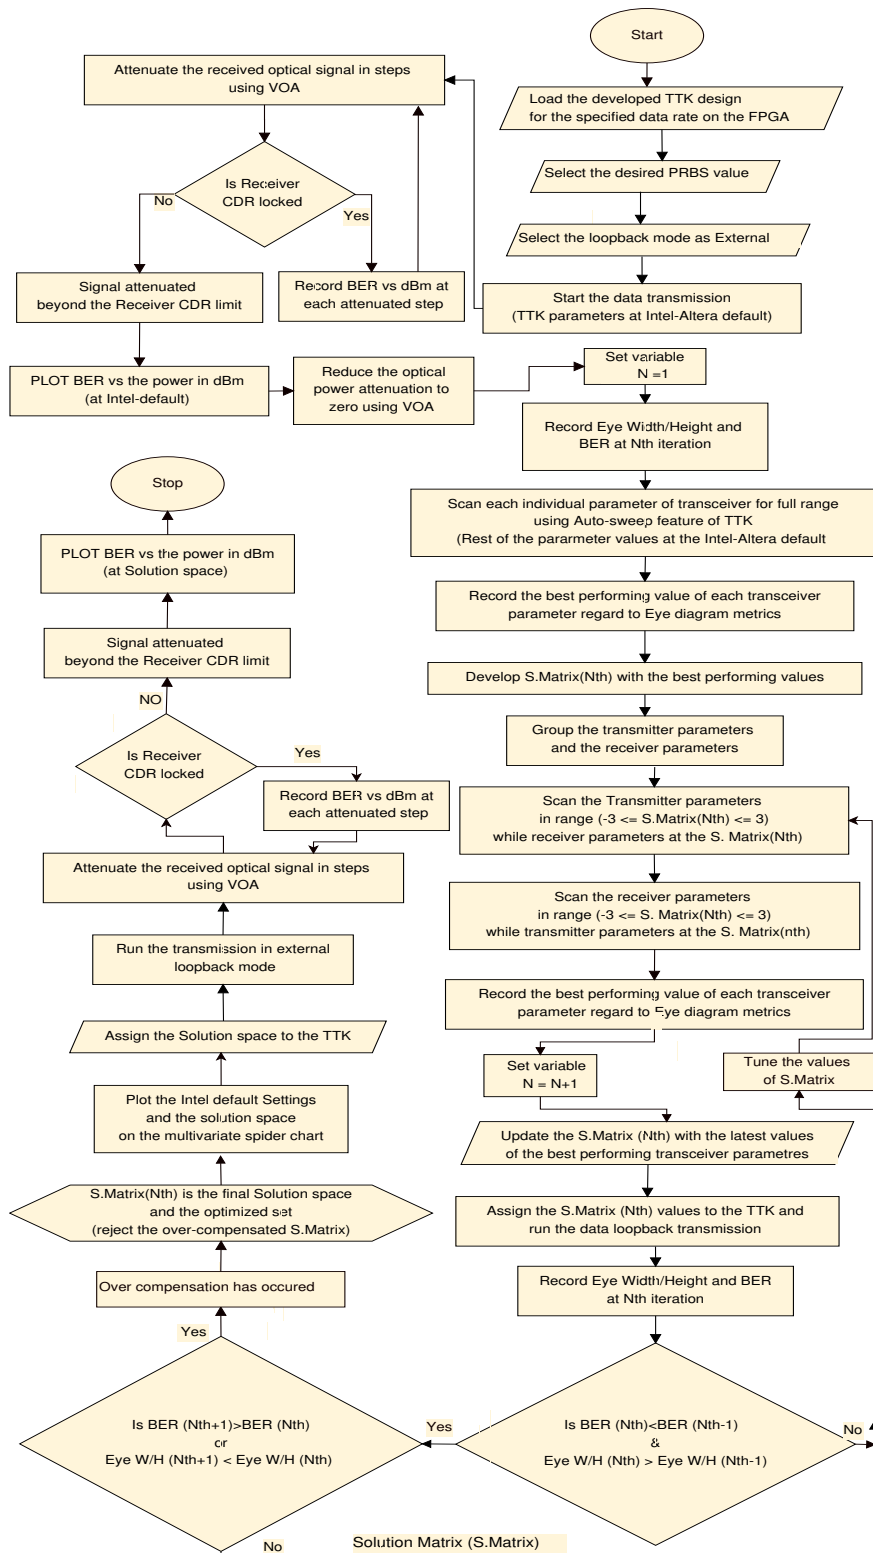 Start
Load the developed TTK design
for the specified data rate on the FPGA
Select the desired PRBS value
Select the loopback mode as External
Start the data transmission
(TTK parameters at Intel-Altera default)
Attenuate the received optical signal in steps
using VOA
Is Receiver
CDR locked
No
Yes
Signal attenuated
beyond the Receiver CDR limit
Record BER vs dBm at
each attenuated step
PLOT BER vs the power in dBm
(at Intel-default)
Reduce the optical
power attenuation to
zero using VOA
Set variable
N =1
Record Eye Width/Height and
BER at Nth iteration
Scan each individual parameter of transceiver for full range
using Auto-sweep feature of TTK
(Rest of the pararmeter values at the Intel-Altera default
Record the best performing value of each transceiver
parameter regard to Eye diagram metrics
Develop S.Matrix(Nth) with the best performing values
Group the transmitter parameters
and the receiver parameters
Scan the Transmitter parameters
in range (-3 <= S.Matrix(Nth) <= 3)
while receiver parameters at the S. Matrix(Nth)
Scan the receiver parameters
in range (-3 <= S. Matrix(Nth) <= 3)
while transmitter parameters at the S. Matrix(nth)
Record the best performing value of each transceiver
parameter regard to Eye diagram metrics
Set variable
N = N+1
Tune the values
of S.Matrix
Update the S.Matrix (Nth) with the latest values
of the best performing transceiver parametres
Assign the S.Matrix (Nth) values to the TTK and
run the data loopback transmission
Record Eye Width/Height and BER
at Nth iteration
Is BER (Nth)<BER (Nth-1)
&
Eye W/H (Nth) > Eye W/H (Nth-1)
No
Yes
Is BER (Nth+1)>BER (Nth)
or
Eye W/H (Nth+1) < Eye W/H (Nth)
No
Yes
Over compensation has occured
S.Matrix(Nth) is the final Solution space
and the optimized set
(reject the over-compensated S.Matrix)
Plot the Intel default Settings
and the solution space
on the multivariate spider chart
Assign the Solution space to the TTK
Run the transmission in external
loopback mode
Attenuate the received optical signal in steps
using VOA
Is Receiver
CDR locked
Yes
Record BER vs dBm at
each attenuated step
NO
Signal attenuated
beyond the Receiver CDR limit
PLOT BER vs the power in dBm
(at Solution space)
Stop
Solution Matrix (S.Matrix)